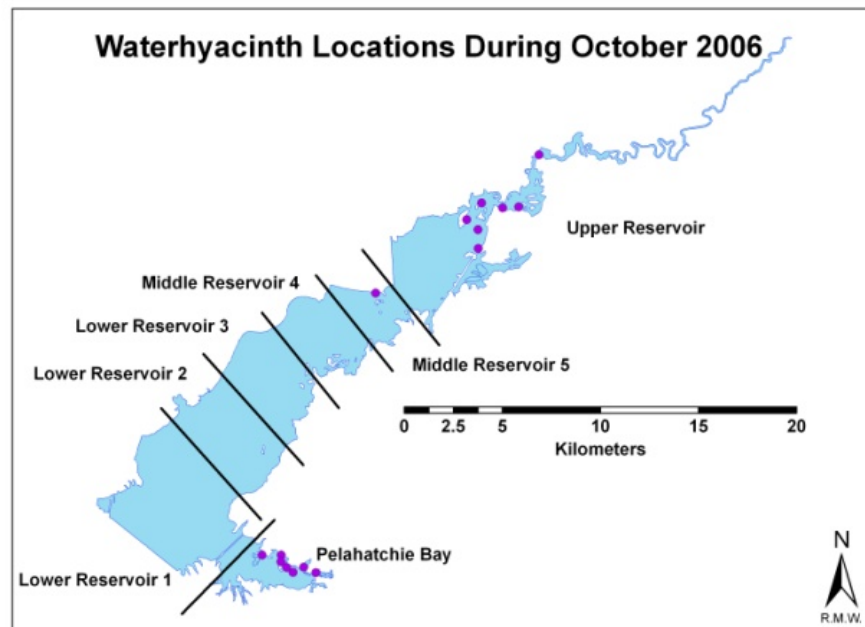 Waterhyacinth Locations During October 2006
Upper Reservoir
Middle Reservoir 4
Lower Reservoir 3
Middle Reservoir 5
Lower Reservoir 2
0 2.5 5 10 15 20
Kilometers
Pelahatchie Bay
Lower Reservoir 1
N
R.M.W.